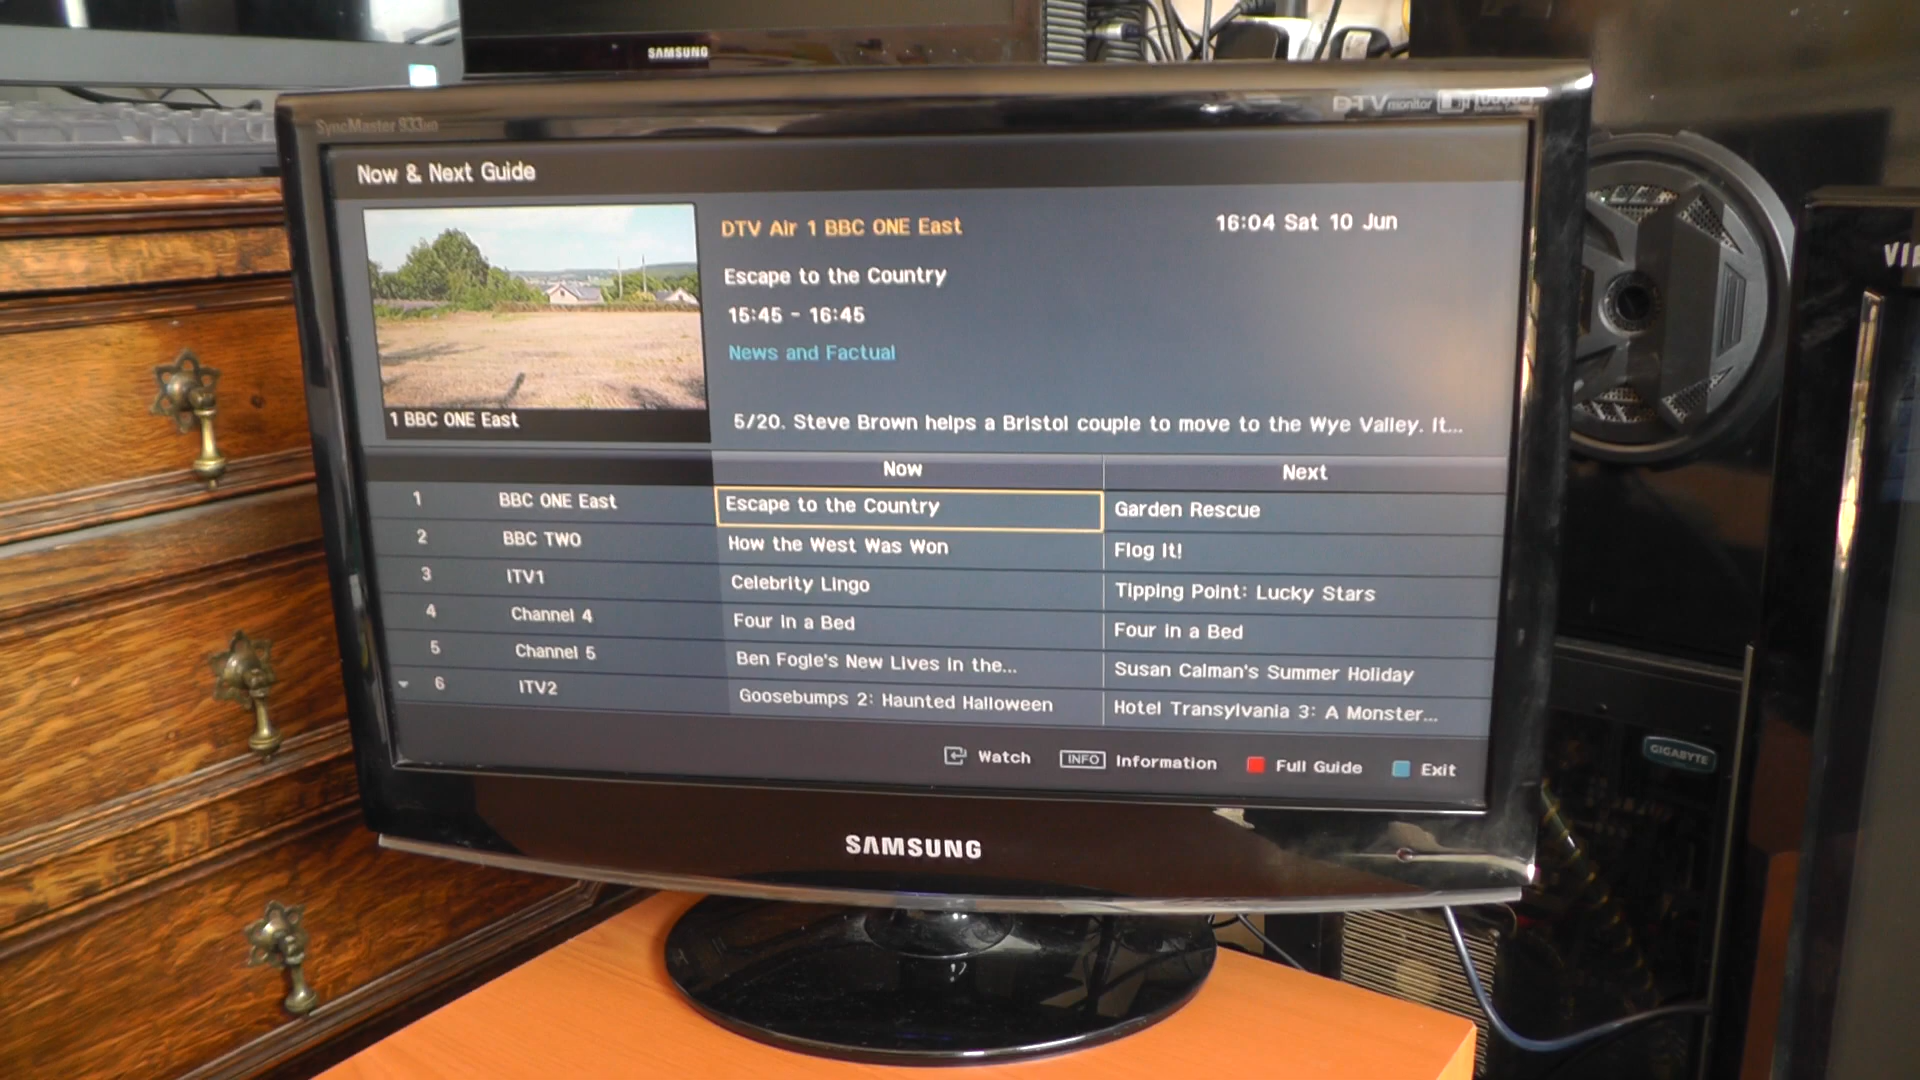 SAMSUNG
SyncMaster 933HD
DTV monitor
Now & Next Guide
DTV Air 1 BBC ONE East
16:04 Sat 10 Jun
Escape to the Country
15:45 - 16:45
News and Factual
1 BBC ONE East
5/20. Steve Brown helps a Bristol couple to move to the Wye Valley. It...
Now Next
1 BBC ONE East Escape to the Country Garden Rescue
2 BBC TWO How the West Was Won Flog It!
3 ITV1 Celebrity Lingo Tipping Point: Lucky Stars
4 Channel 4 Four in a Bed Four in a Bed
5 Channel 5 Ben Fogle's New Lives in the... Susan Calman's Summer Holiday
6 ITV2 Goosebumps 2: Haunted Halloween Hotel Transylvania 3: A Monster...
Watch INFO Information Full Guide Exit
SAMSUNG
GIGABYTE